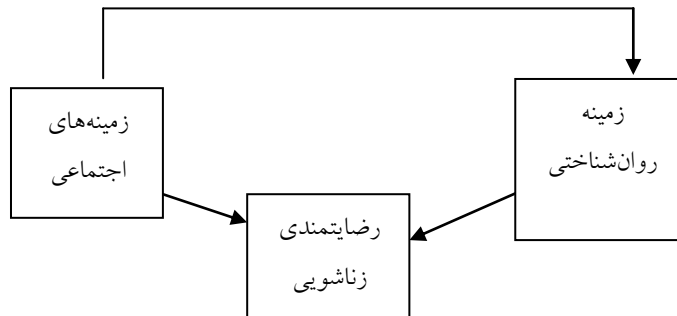 زمینه
روان‌شناختی
زمینه‌های
اجتماعی
رضایتمندی
زناشویی